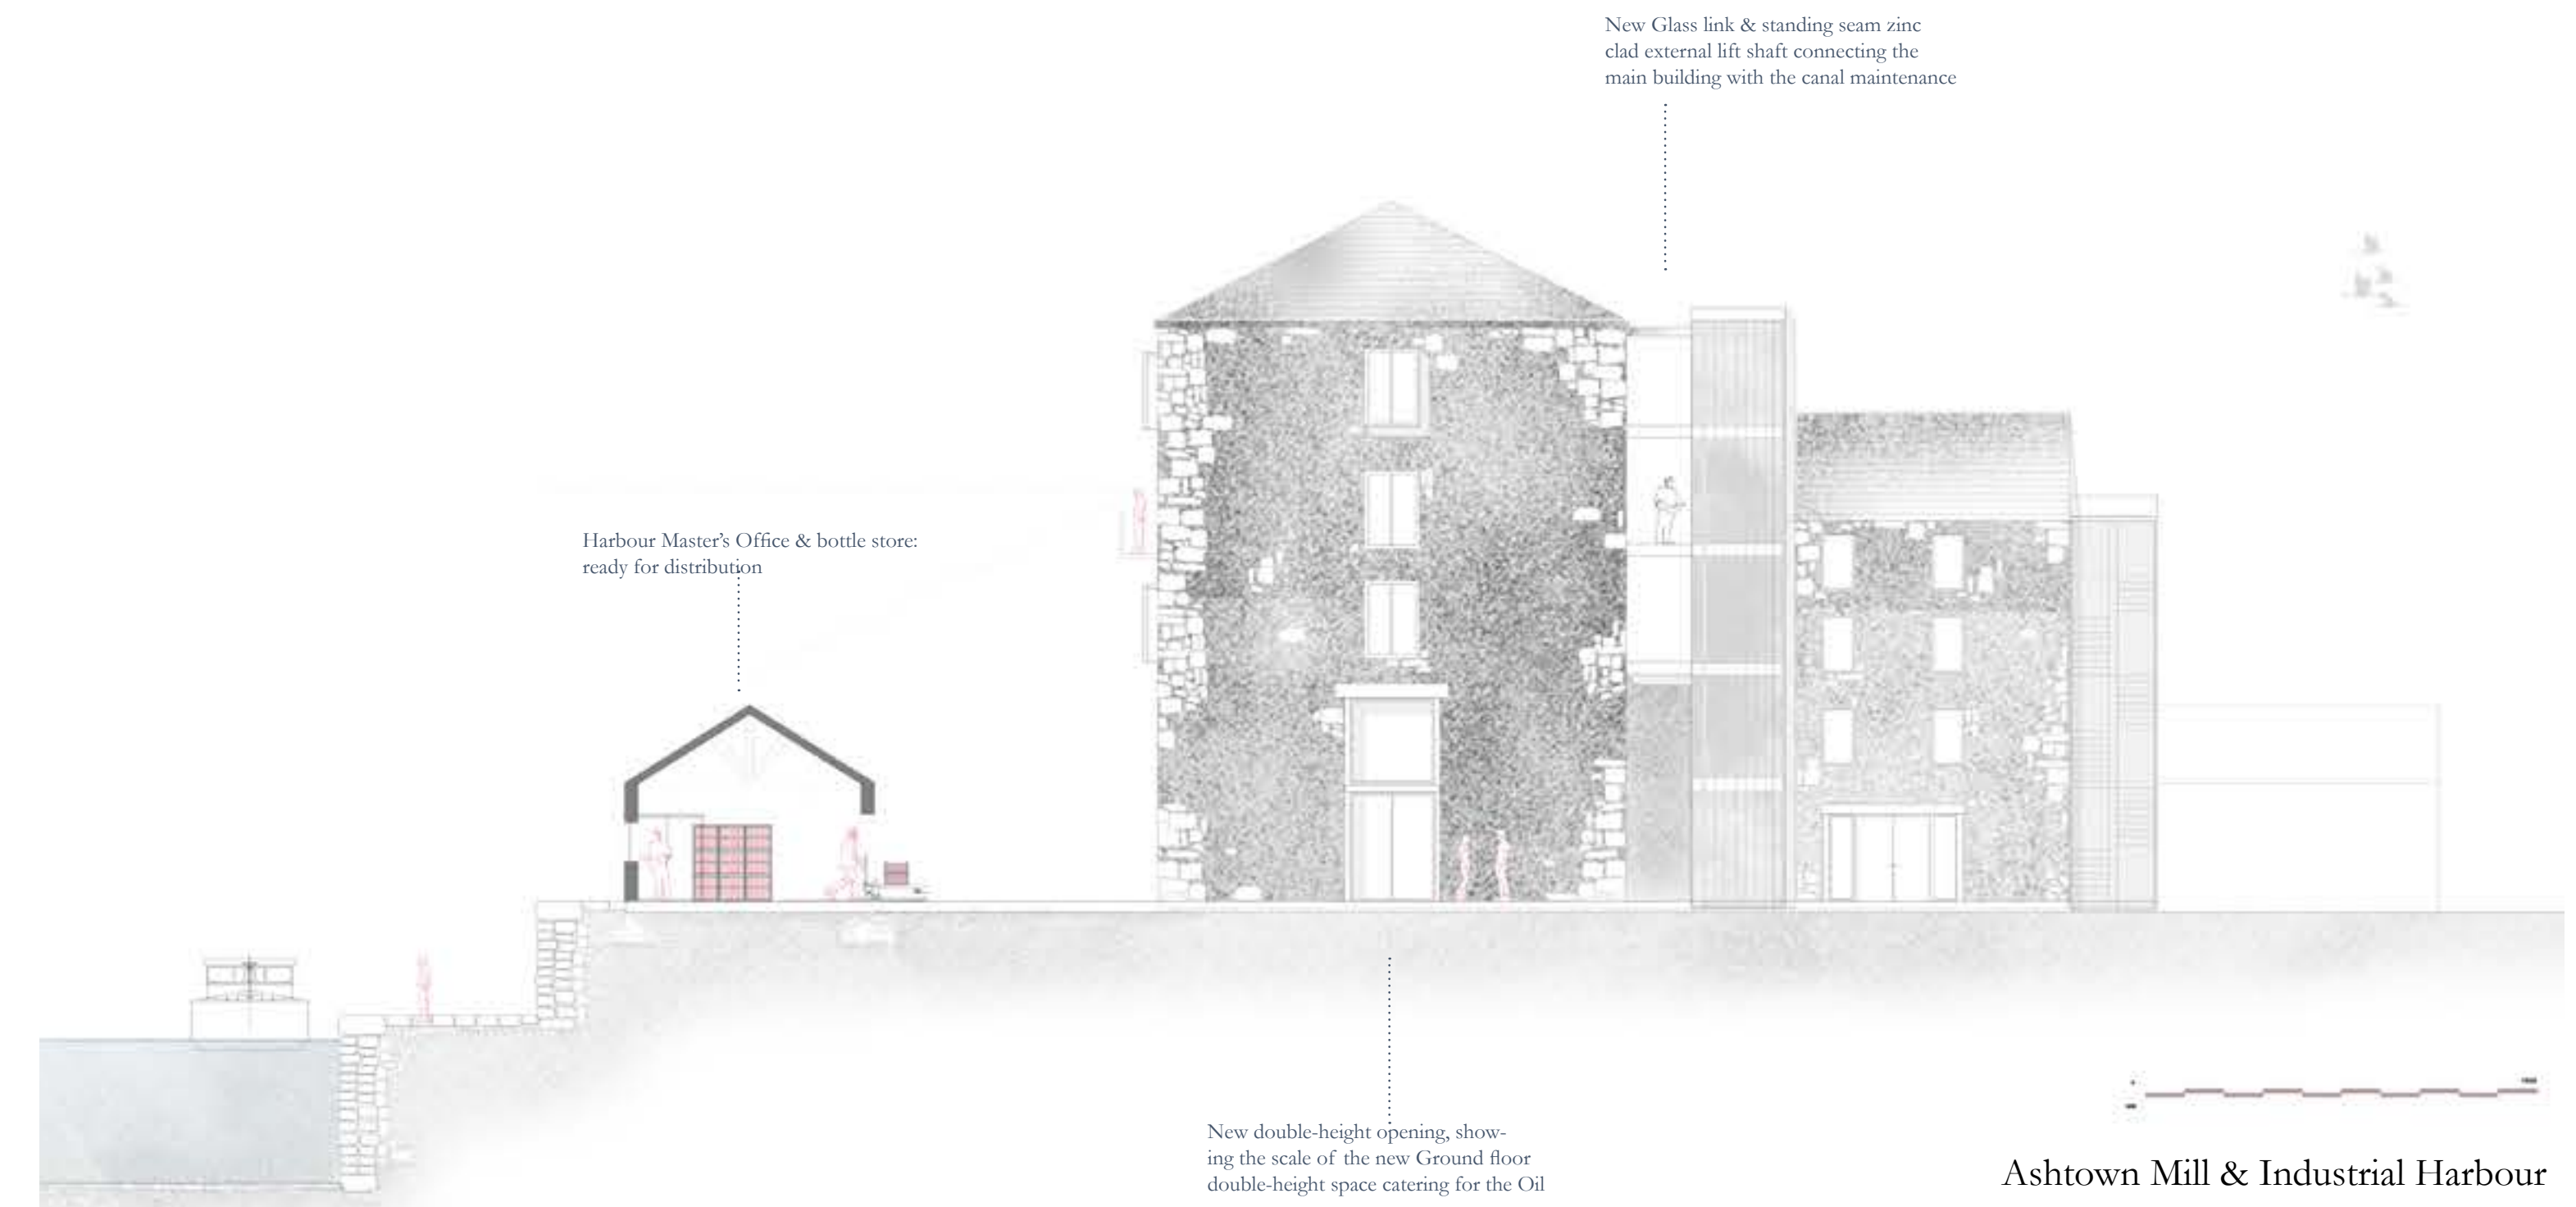 New Glass link & standing seam zinc
clad external lift shaft connecting the
main building with the canal maintenance
Harbour Master's Office & bottle store:
ready for distribution
New double-height opening, show-
ing the scale of the new Ground floor
double-height space catering for the Oil
Ashtown Mill & Industrial Harbour